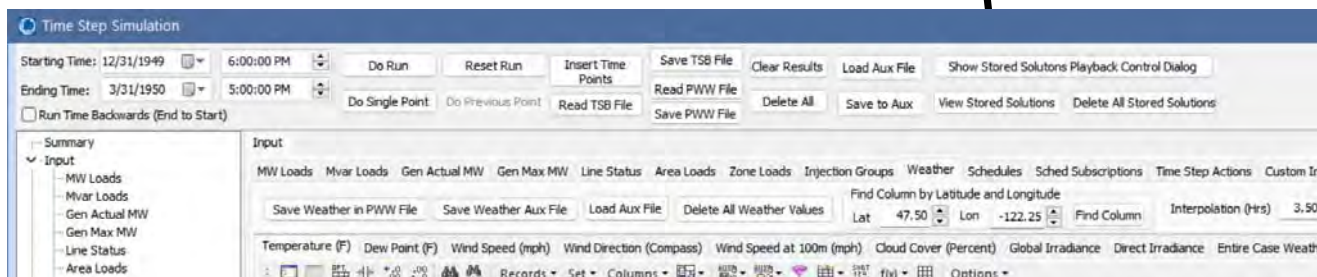 Time Step Simulation
Starting Time: 12/31/1949 6:00:00 PM Do Run Reset Run Insert Time Points Save TSB File Clear Results Load Aux File Show Stored Solutons Playback Control Dialog
Ending Time: 3/31/1950 5:00:00 PM Do Single Point Do Previous Point Read TSB File Read PWW File Delete All Save to Aux View Stored Solutions Delete All Stored Solutions
Run Time Backwards (End to Start) Save PWW File
Summary Input
Input
MW Loads MW Loads Mvar Loads Gen Actual MW Gen Max MW Line Status Area Loads Zone Loads Injection Groups Weather Schedules Sched Subscriptions Time Step Actions Custom
Mvar Loads Find Column by Latitude and Longitude
Gen Actual MW Save Weather in PWW File Save Weather Aux File Load Aux File Delete All Weather Values Lat 47.50 Lon -122.25 Find Column Interpolation (Hrs) 3.50
Gen Max MW
Line Status Temperature (F) Dew Point (F) Wind Speed (mph) Wind Direction (Compass) Wind Speed at 100m (mph) Cloud Cover (Percent) Global Irradiance Direct Irradiance Entire Case Weath
Area Loads Records Set Columns Options